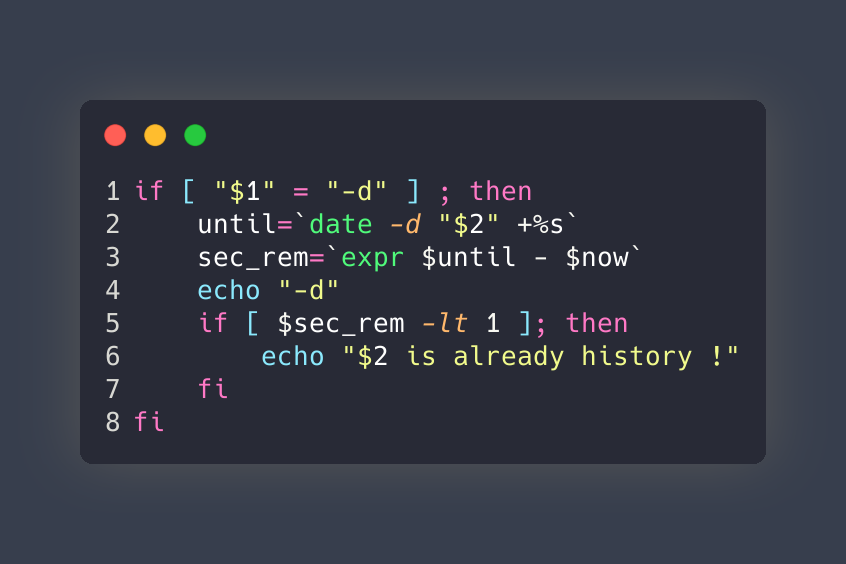 1 if [ "$1" = "-d" ] ; then
2     until=`date -d "$2" +%s`
3     sec_rem=`expr $until - $now`
4     echo "-d"
5     if [ $sec_rem -lt 1 ]; then
6         echo "$2 is already history !"
7     fi
8 fi